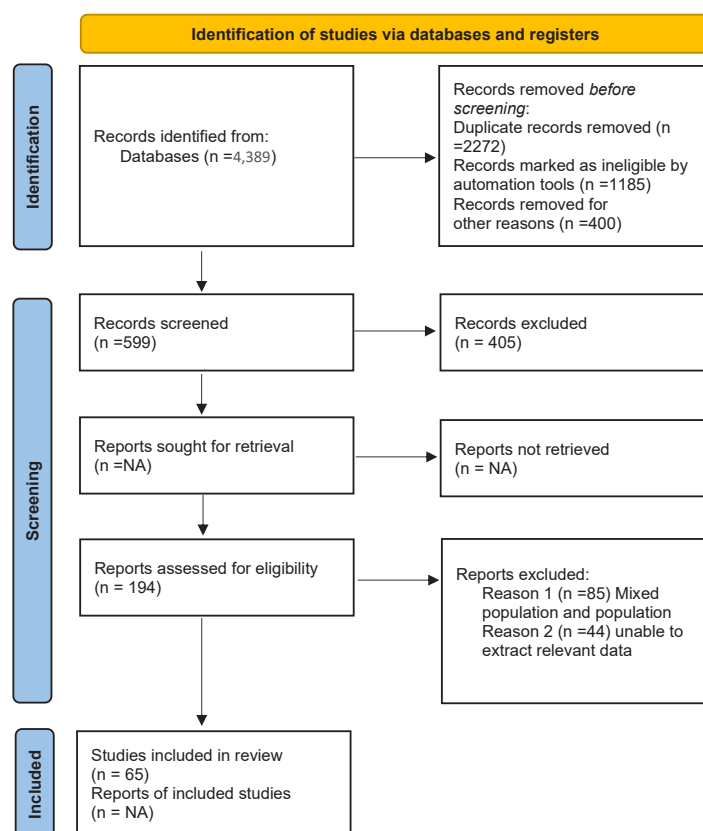 Identification of studies via databases and registers
Identification
Records identified from:
Databases (n =4,389)
Records removed before
screening:
Duplicate records removed (n
=2272)
Records marked as ineligible by
automation tools (n =1185)
Records removed for
other reasons (n =400)
Screening
Records screened
(n =599)
Records excluded
(n = 405)
Reports sought for retrieval
(n =NA)
Reports not retrieved
(n = NA)
Reports assessed for eligibility
(n = 194)
Reports excluded:
Reason 1 (n =85) Mixed
population and population
Reason 2 (n =44) unable to
extract relevant data
Included
Studies included in review
(n = 65)
Reports of included studies
(n = NA)